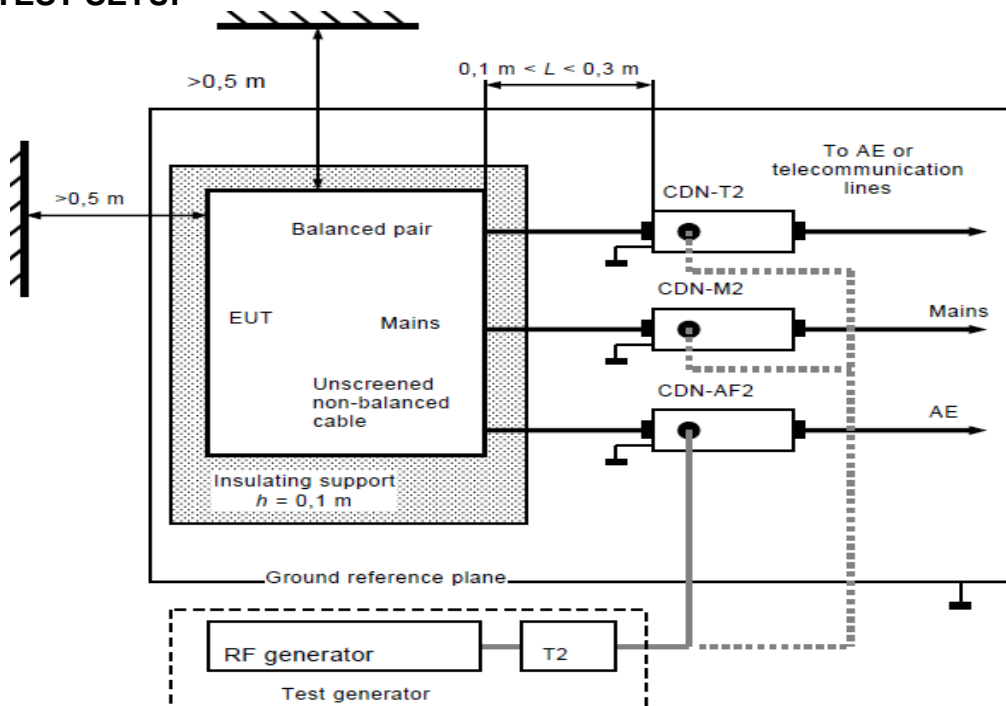 TEST SETUP
>0,5 m
0,1 m < L < 0,3 m
>0,5 m
To AE or
telecommunication
lines
CDN-T2
Balanced pair
CDN-M2
EUT
Mains
Mains
Unscreened
non-balanced
cable
CDN-AF2
AE
Insulating support
h = 0,1 m
Ground reference plane
RF generator
T2
Test generator